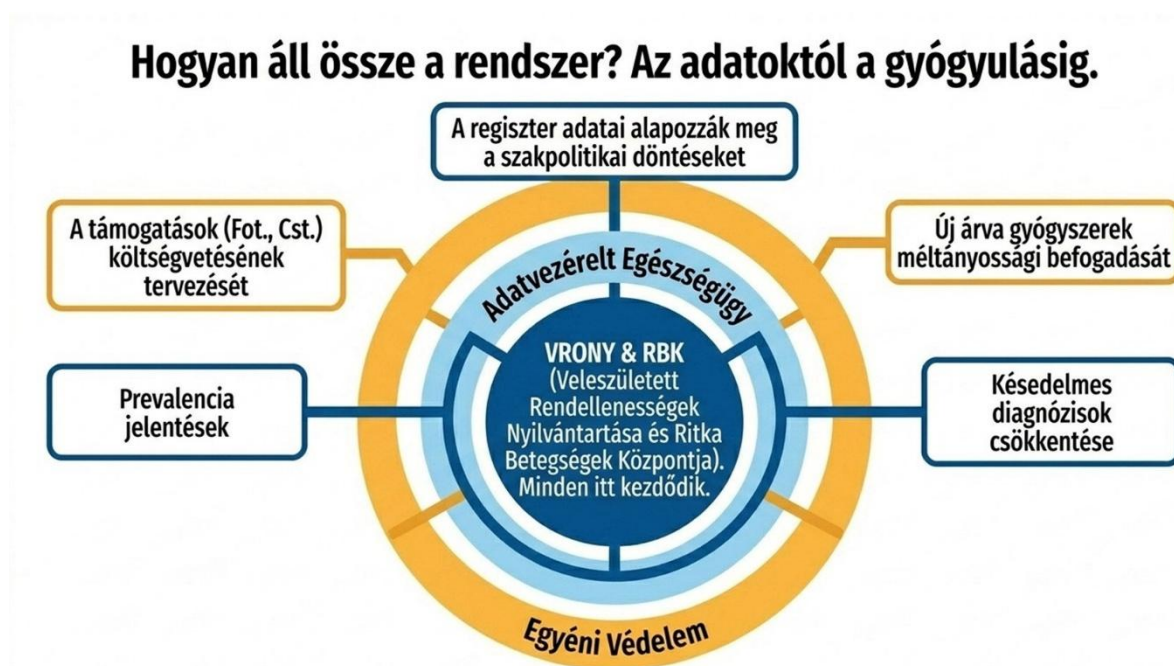 Hogyan áll össze a rendszer? Az adatoktól a gyógyulásig.
A regiszter adatai alapozzák meg
a szakpolitikai döntéseket
A támogatások (Fot., Cst.)
költségvetésének
tervezését
Új árva gyógyszerek
méltányossági befogadását
Adatvezérelt Egészségügy
VRONY & RBK
(Veleszületett
Rendellenességek
Nyilvántartása és Ritka
Betegségek Központja).
Minden itt kezdődik.
Prevalencia
jelentések
Késedelmes
diagnózisok
csökkentése
Egyéni Védelem